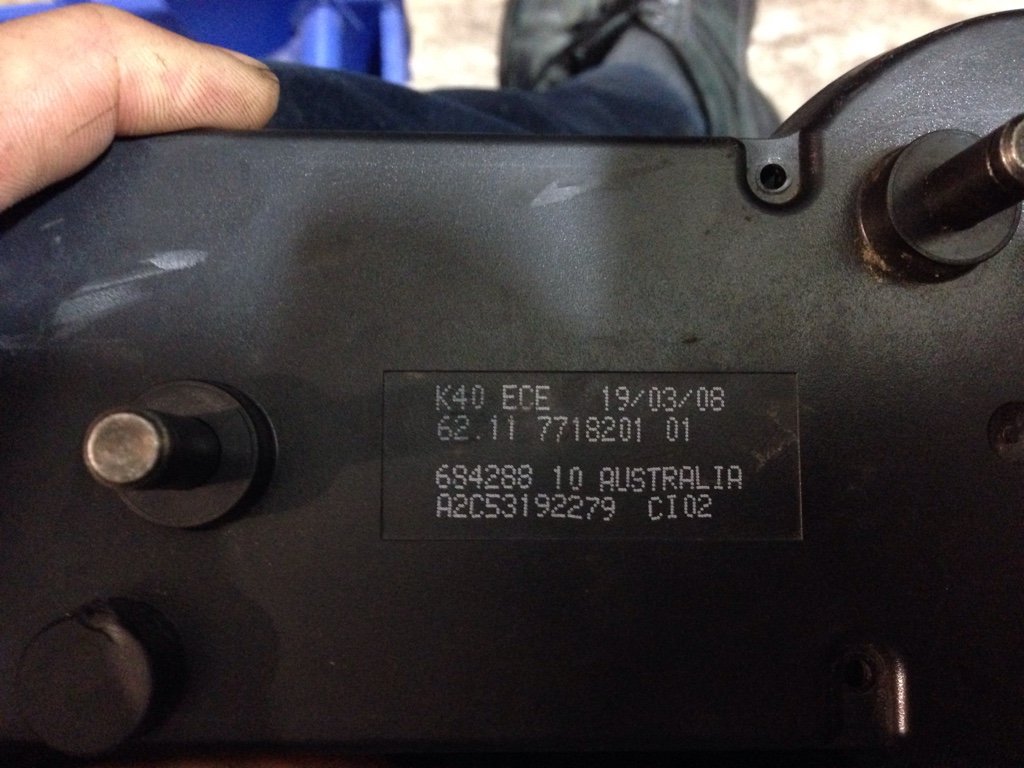 K40 ECE 19/03/08
62.11 7718201 01
684288 10 AUSTRALIA
A2C53192279 CI02